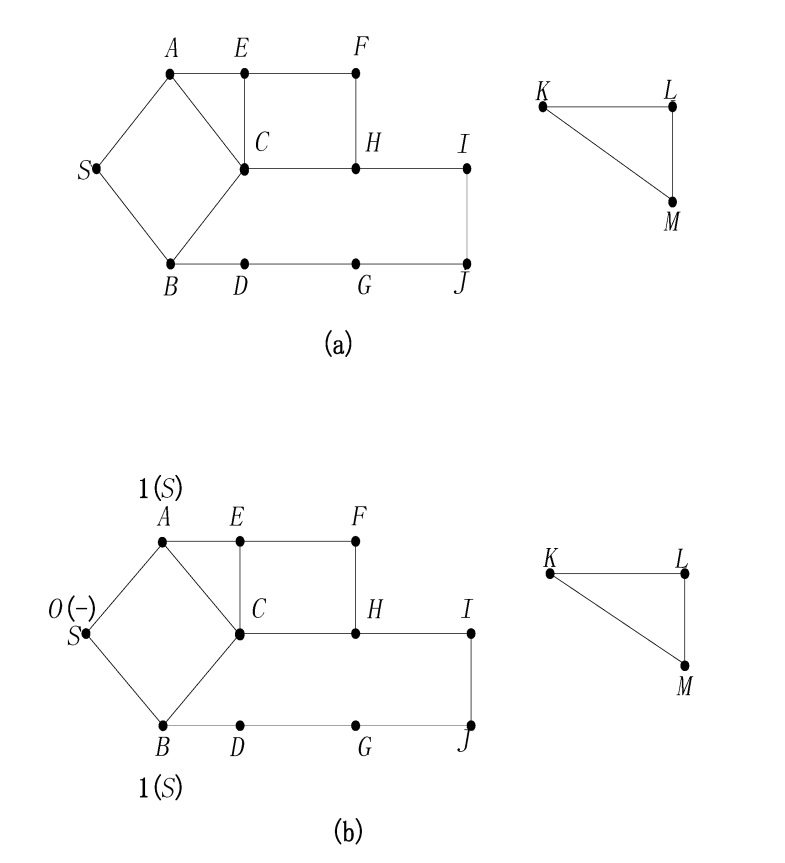 A E F
K L
C H I
S
M
B D G J
(a)
1(S)
A E F
K L
O(-) C H I
S
M
B D G J
1(S)
(b)